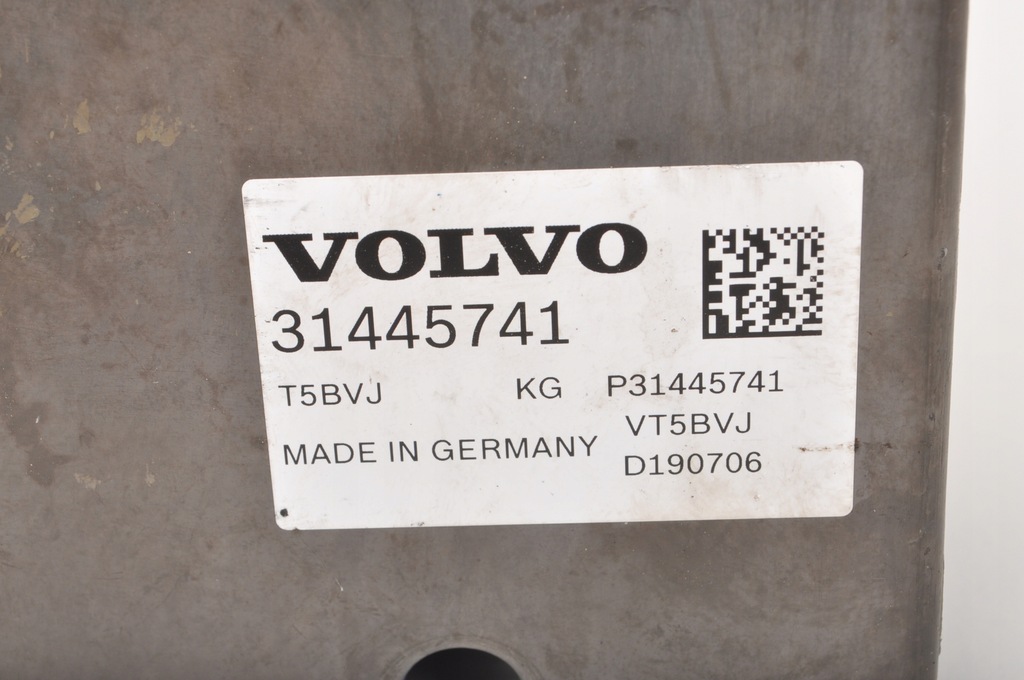 VOLVO
31445741
T5BVJ KG P31445741
VT5BVJ
MADE IN GERMANY
D190706